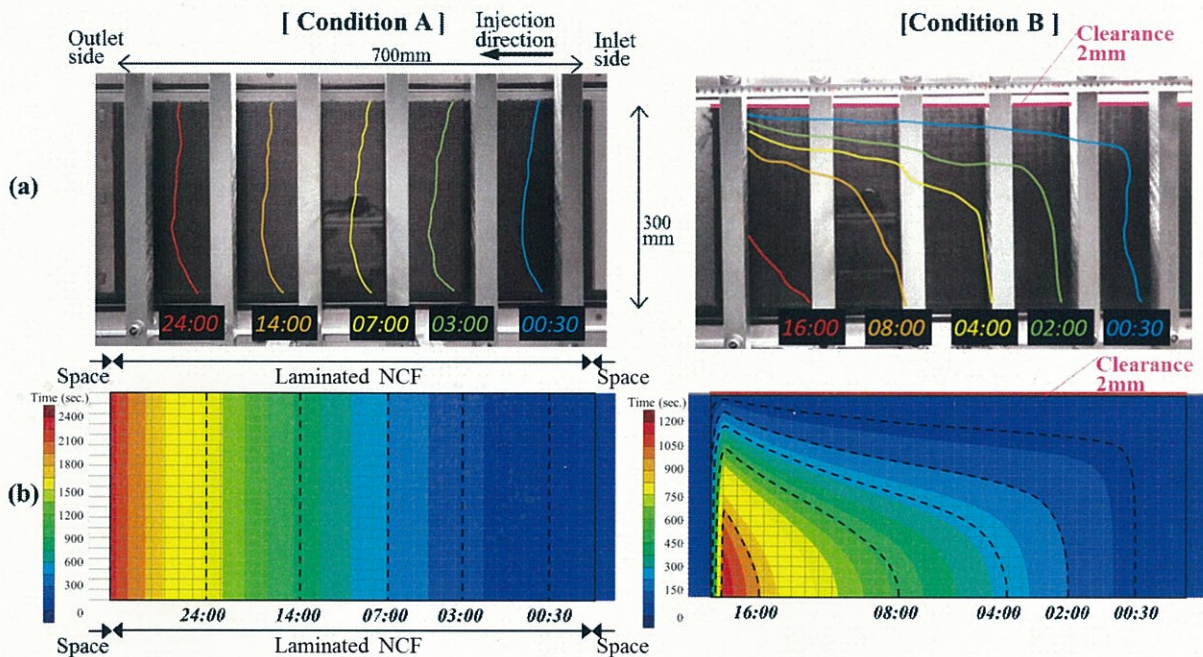 [ Condition A ]
Injection
direction
Outlet
side
700mm
Inlet
side
[Condition B ]
Clearance
2mm
(a)
300
mm
24:00
14:00
07:00
03:00
00:30
16:00
08:00
04:00
02:00
00:30
Space
Laminated NCF
Space
Clearance
2mm
Time (sec.)
2400
2100
1800
1500
1200
900
600
300
0
(b)
24:00
14:00
07:00
03:00
00:30
Space
Laminated NCF
Space
Time (sec.)
1200
1050
900
750
600
450
300
150
0
16:00
08:00
04:00
02:00
00:30